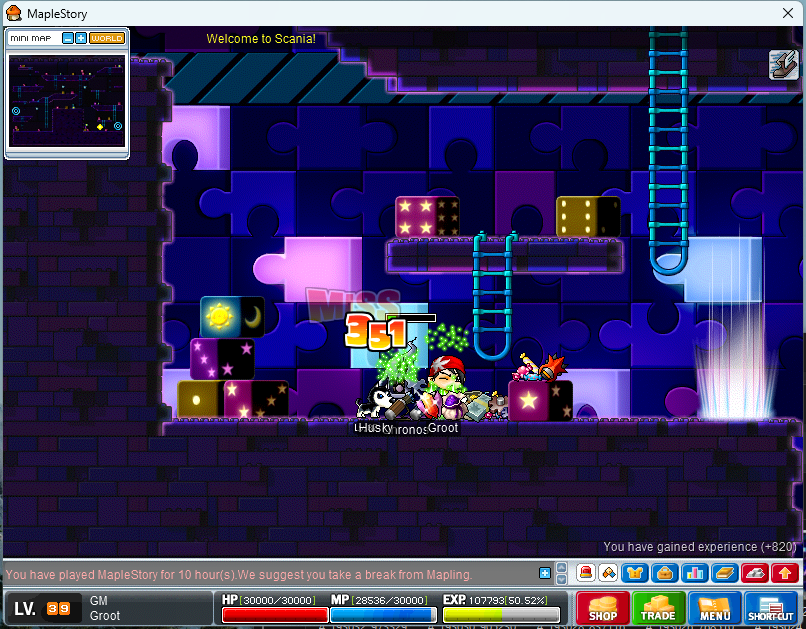 MapleStory
MINI MAP
WORLD
Welcome to Scania!
MISS
351
Husky
ronos
Groot
You have gained experience (+820)
You have played MapleStory for 10 hour(s).We suggest you take a break from Mapling.
LV. 39
GM
Groot
HP[30000/30000] MP[28536/30000] EXP 107793[50.52%]
SHOP
TRADE
MENU
SHORTCUT